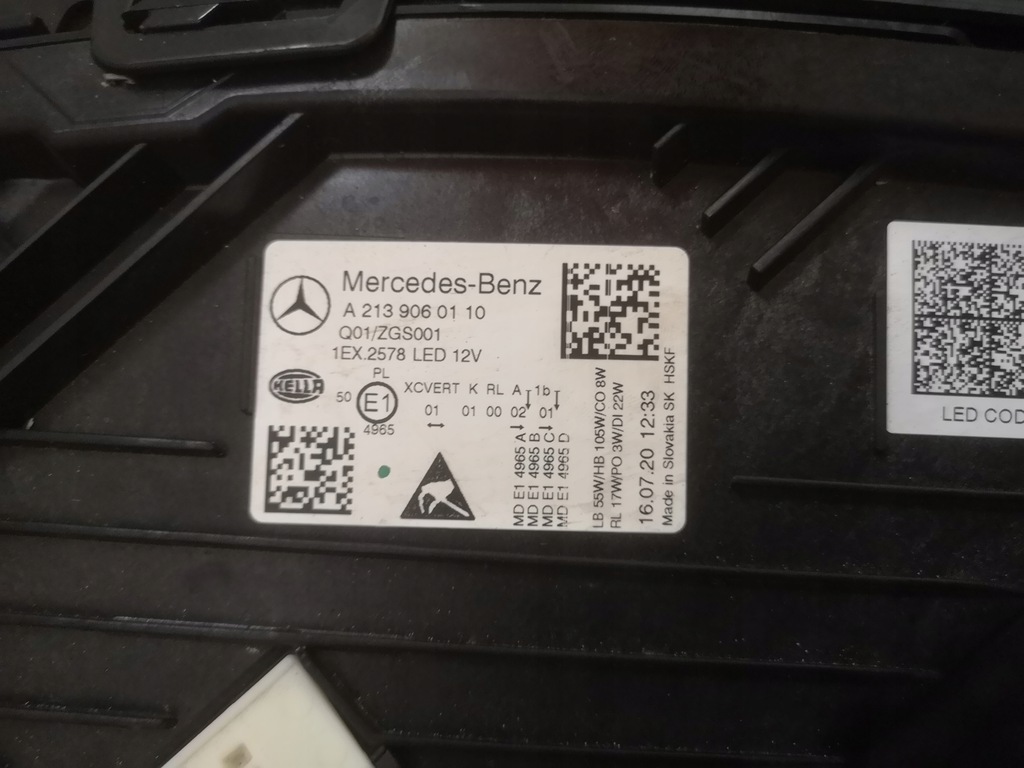 Mercedes-Benz
A 213 906 01 10
Q01/ZGS001
1EX.2578 LED 12V
HELLA
50
PL
E1
4965
XCVERT K RL A 1b
01 01 00 02 01
MD E1 4965 A
MD E1 4965 B
MD E1 4965 C
MD E1 4965 D
LB 55W/HB 105W/CO 8W
RL 17W/PO 3W/DI 22W
16.07.20 12:33
Made in Slovakia SK HSKF
LED COD